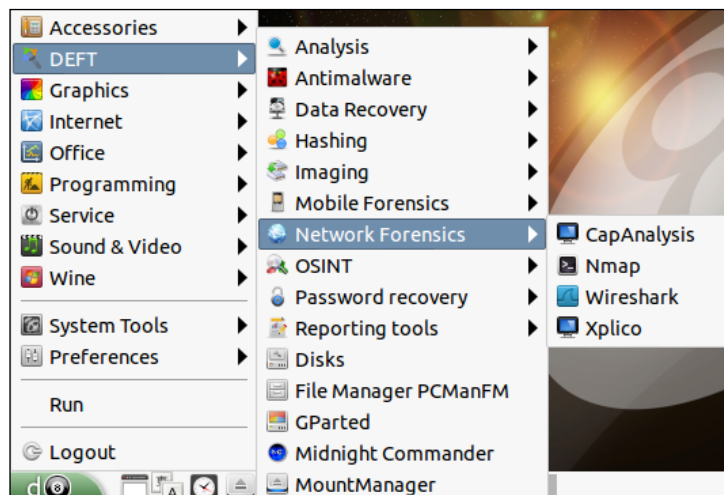 Accessories
DEFT
Graphics
Internet
Office
Programming
Service
Sound & Video
Wine
System Tools
Preferences
Run
Logout
Analysis
Antimalware
Data Recovery
Hashing
Imaging
Mobile Forensics
Network Forensics
OSINT
Password recovery
Reporting tools
Disks
File Manager PCManFM
GParted
Midnight Commander
MountManager
CapAnalysis
Nmap
Wireshark
Xplico